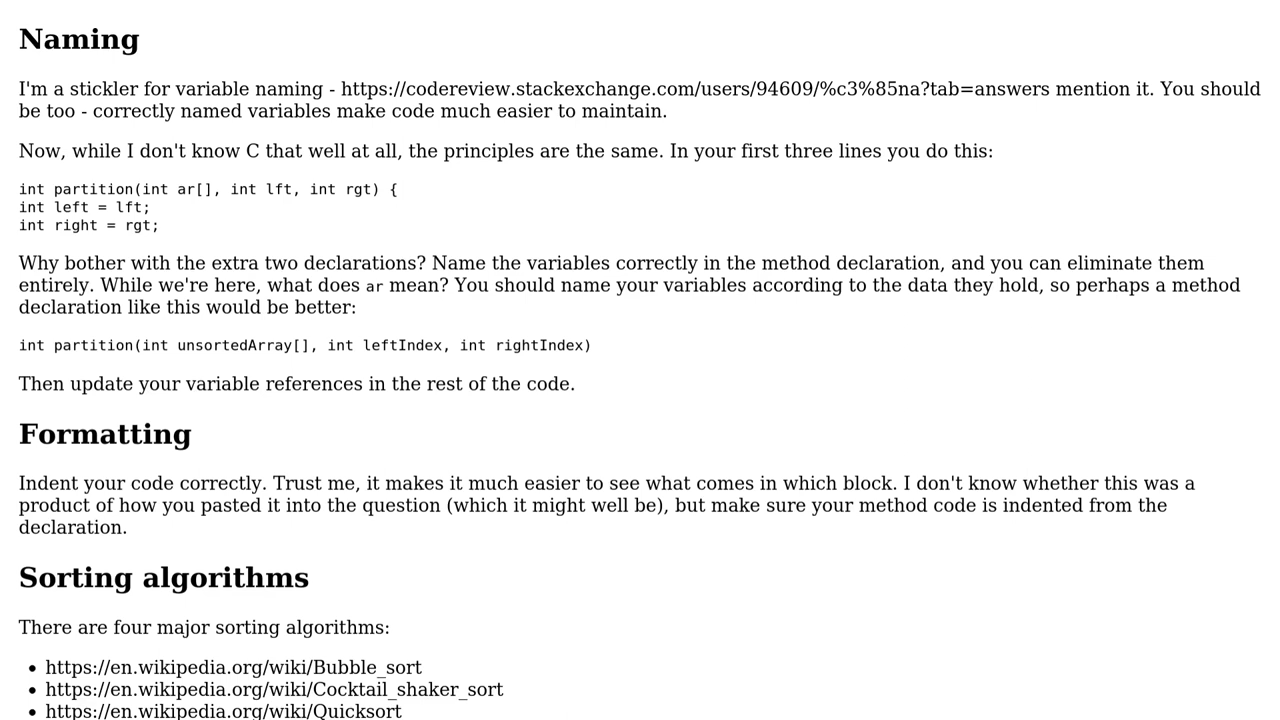 Naming
I'm a stickler for variable naming - https://codereview.stackexchange.com/users/94609/%c3%85na?tab=answers mention it. You should
be too - correctly named variables make code much easier to maintain.
Now, while I don't know C that well at all, the principles are the same. In your first three lines you do this:
int partition(int ar[], int lft, int rgt) {
int left = lft;
int right = rgt;
Why bother with the extra two declarations? Name the variables correctly in the method declaration, and you can eliminate them
entirely. While we're here, what does ar mean? You should name your variables according to the data they hold, so perhaps a method
declaration like this would be better:
int partition(int unsortedArray[], int leftIndex, int rightIndex)
Then update your variable references in the rest of the code.
Formatting
Indent your code correctly. Trust me, it makes it much easier to see what comes in which block. I don't know whether this was a
product of how you pasted it into the question (which it might well be), but make sure your method code is indented from the
declaration.
Sorting algorithms
There are four major sorting algorithms:
• https://en.wikipedia.org/wiki/Bubble_sort
• https://en.wikipedia.org/wiki/Cocktail_shaker_sort
• https://en.wikipedia.org/wiki/Quicksort